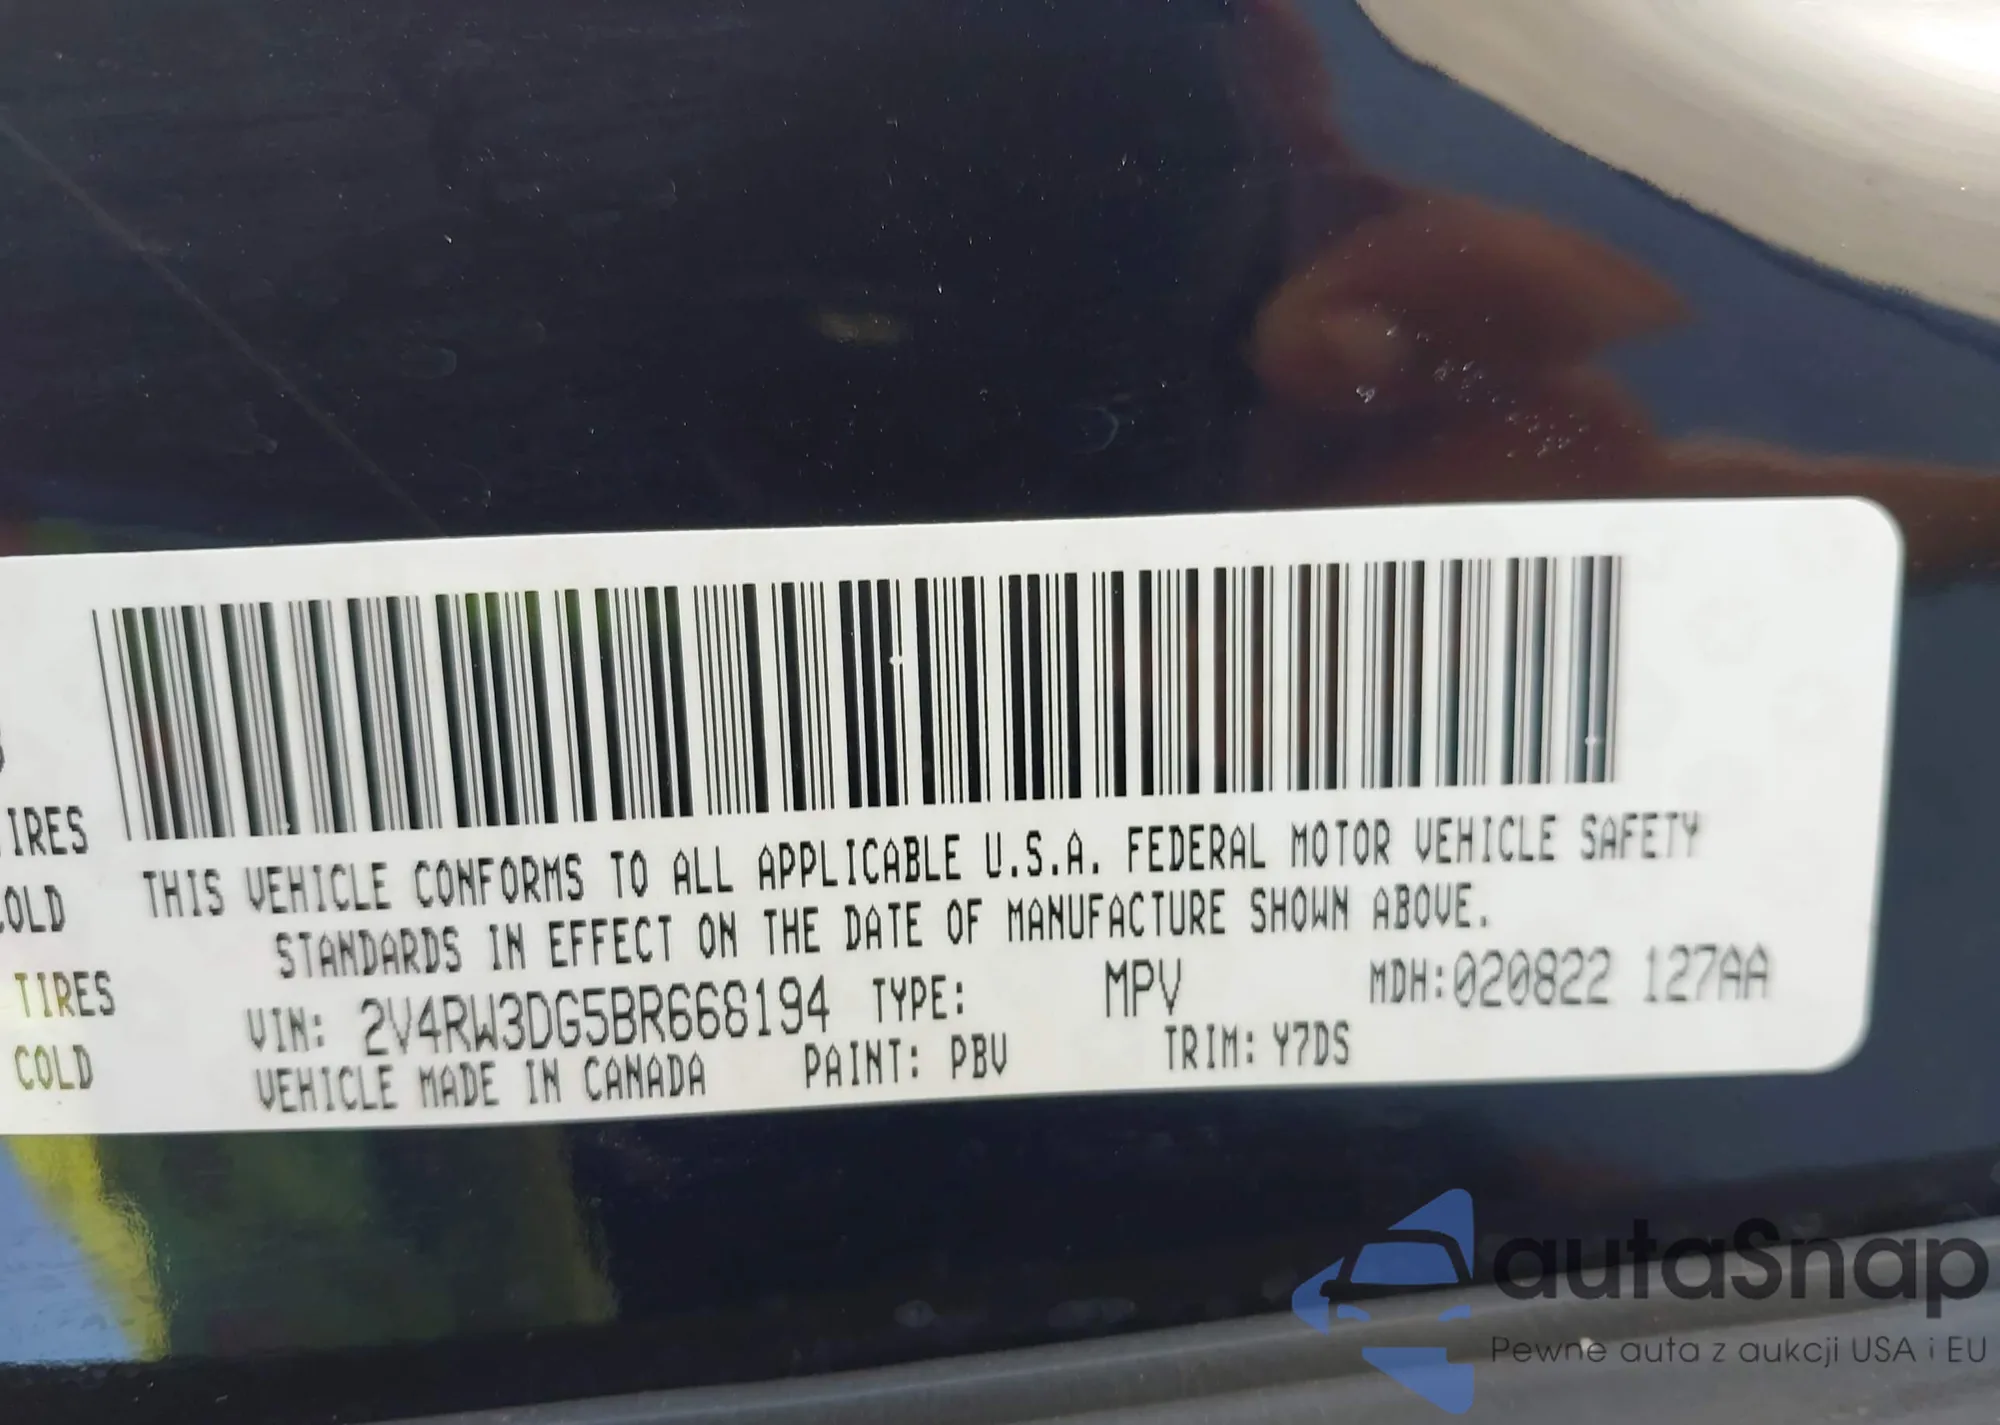 TIRES
COLD
TIRES
COLD
THIS VEHICLE CONFORMS TO ALL APPLICABLE U.S.A. FEDERAL MOTOR VEHICLE SAFETY
STANDARDS IN EFFECT ON THE DATE OF MANUFACTURE SHOWN ABOVE.
VIN: 2V4RW3DG5BR668194 TYPE: MPV MDH:020822 127AA
VEHICLE MADE IN CANADA PAINT: PBV TRIM: Y7DS
autaSnap
Pewne auta z aukcji USA i EU